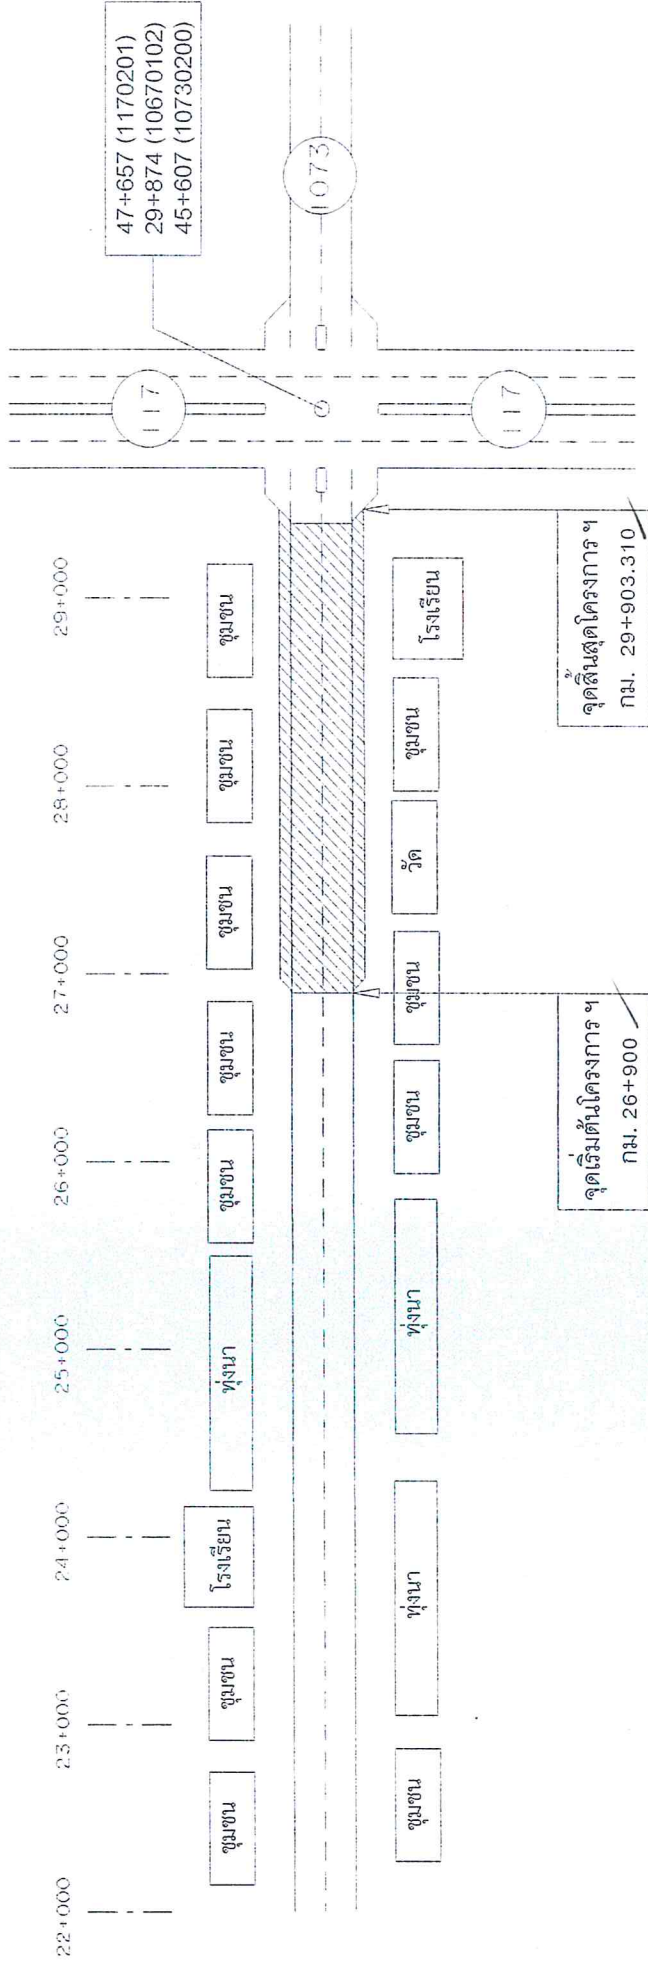 22+000
23+000
24+000
25+000
26+000
27+000
28+000
29+000
47+657 (1170201)
29+874 (10670102)
45+607 (10730200)
117
1073
117
ชุมชน
ชุมชน
โรงเรียน
ทุ่งนา
ชุมชน
ชุมชน
ชุมชน
ชุมชน
ชุมชน
ชุมชน
ทุ่งนา
ทุ่งนา
ชุมชน
ชุมชน
วัด
ชุมชน
โรงเรียน
จุดเริ่มต้นโครงการ ฯ
กม. 26+900
จุดสิ้นสุดโครงการ ฯ
กม. 29+903.310